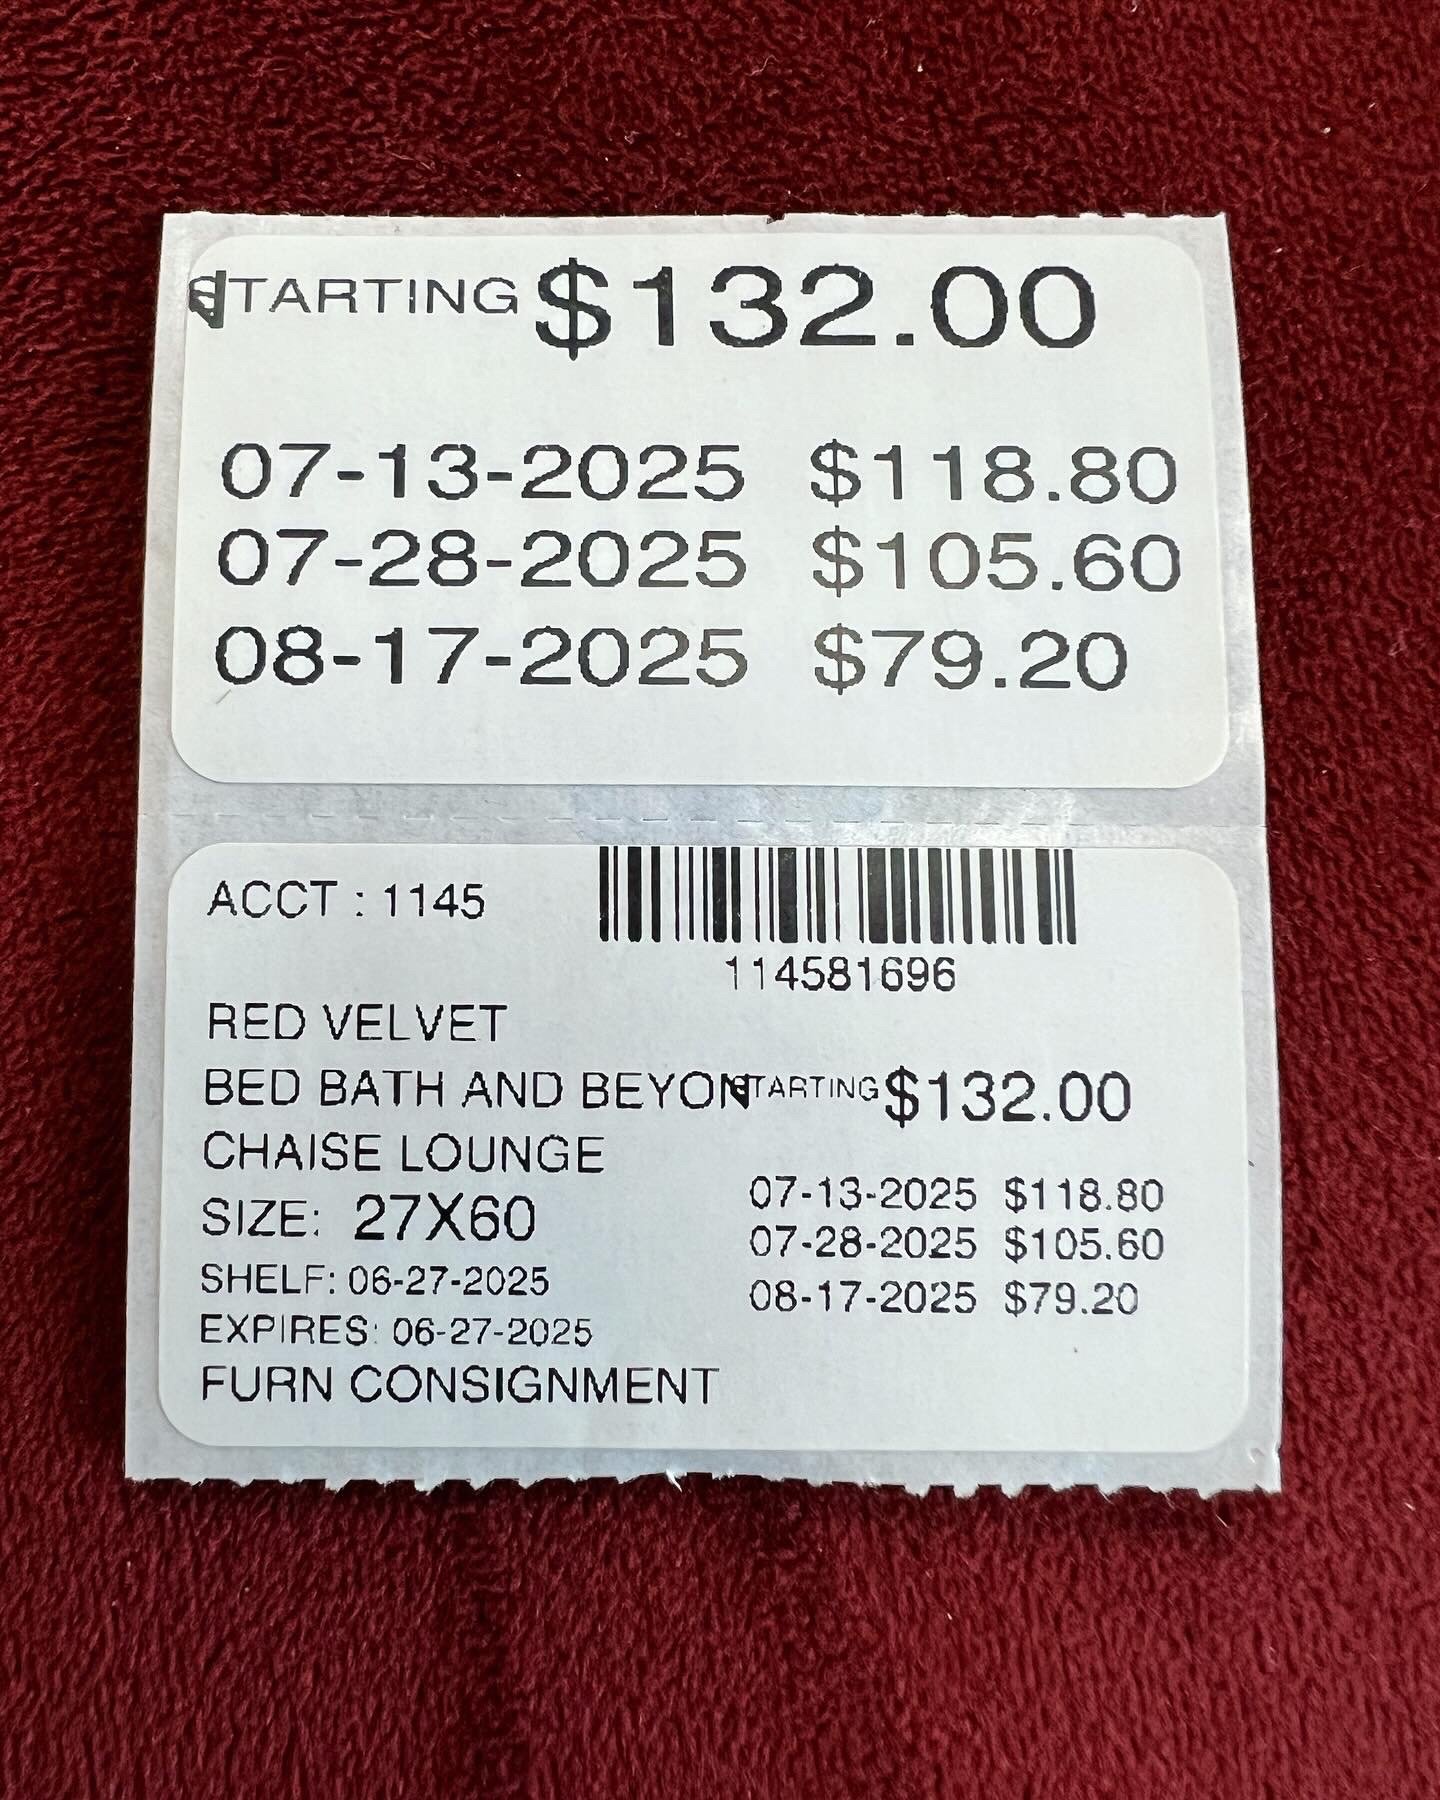 STARTING $132.00
07-13-2025 $118.80
07-28-2025 $105.60
08-17-2025 $79.20
ACCT : 1145
114581696
RED VELVET
BED BATH AND BEYON STARTING $132.00
CHAISE LOUNGE
07-13-2025 $118.80
SIZE: 27X60
07-28-2025 $105.60
SHELF: 06-27-2025
08-17-2025 $79.20
EXPIRES: 06-27-2025
FURN CONSIGNMENT